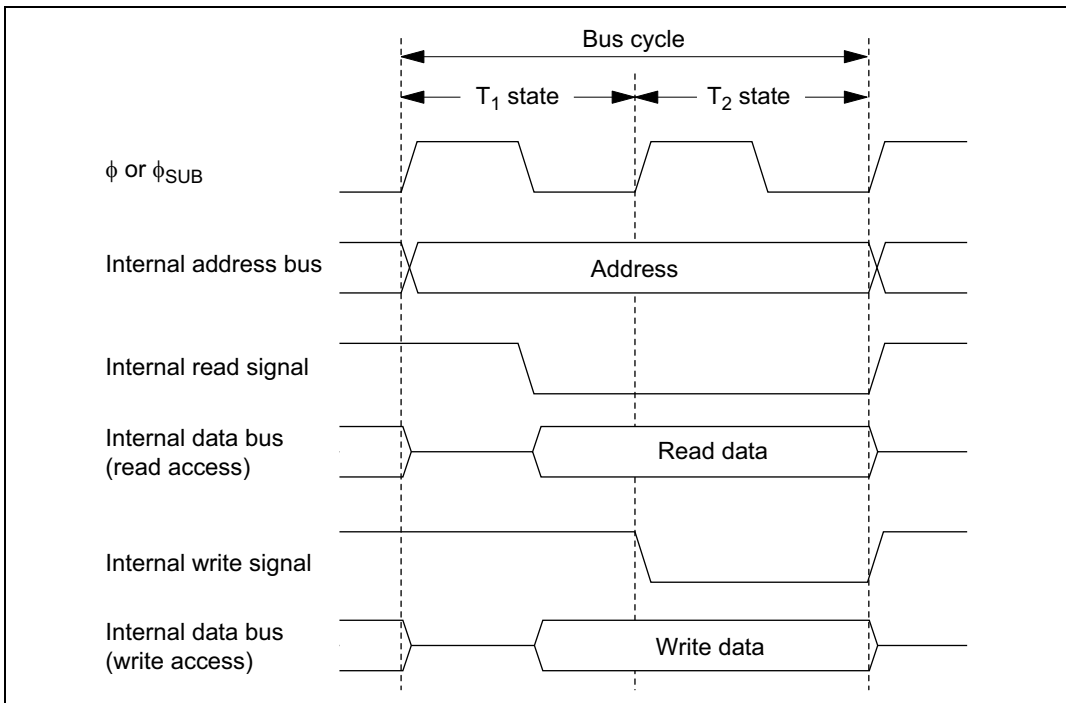 Bus cycle
T₁ state
T₂ state
ϕ or ϕSUB
Internal address bus
Address
Internal read signal
Internal data bus
(read access)
Read data
Internal write signal
Internal data bus
(write access)
Write data